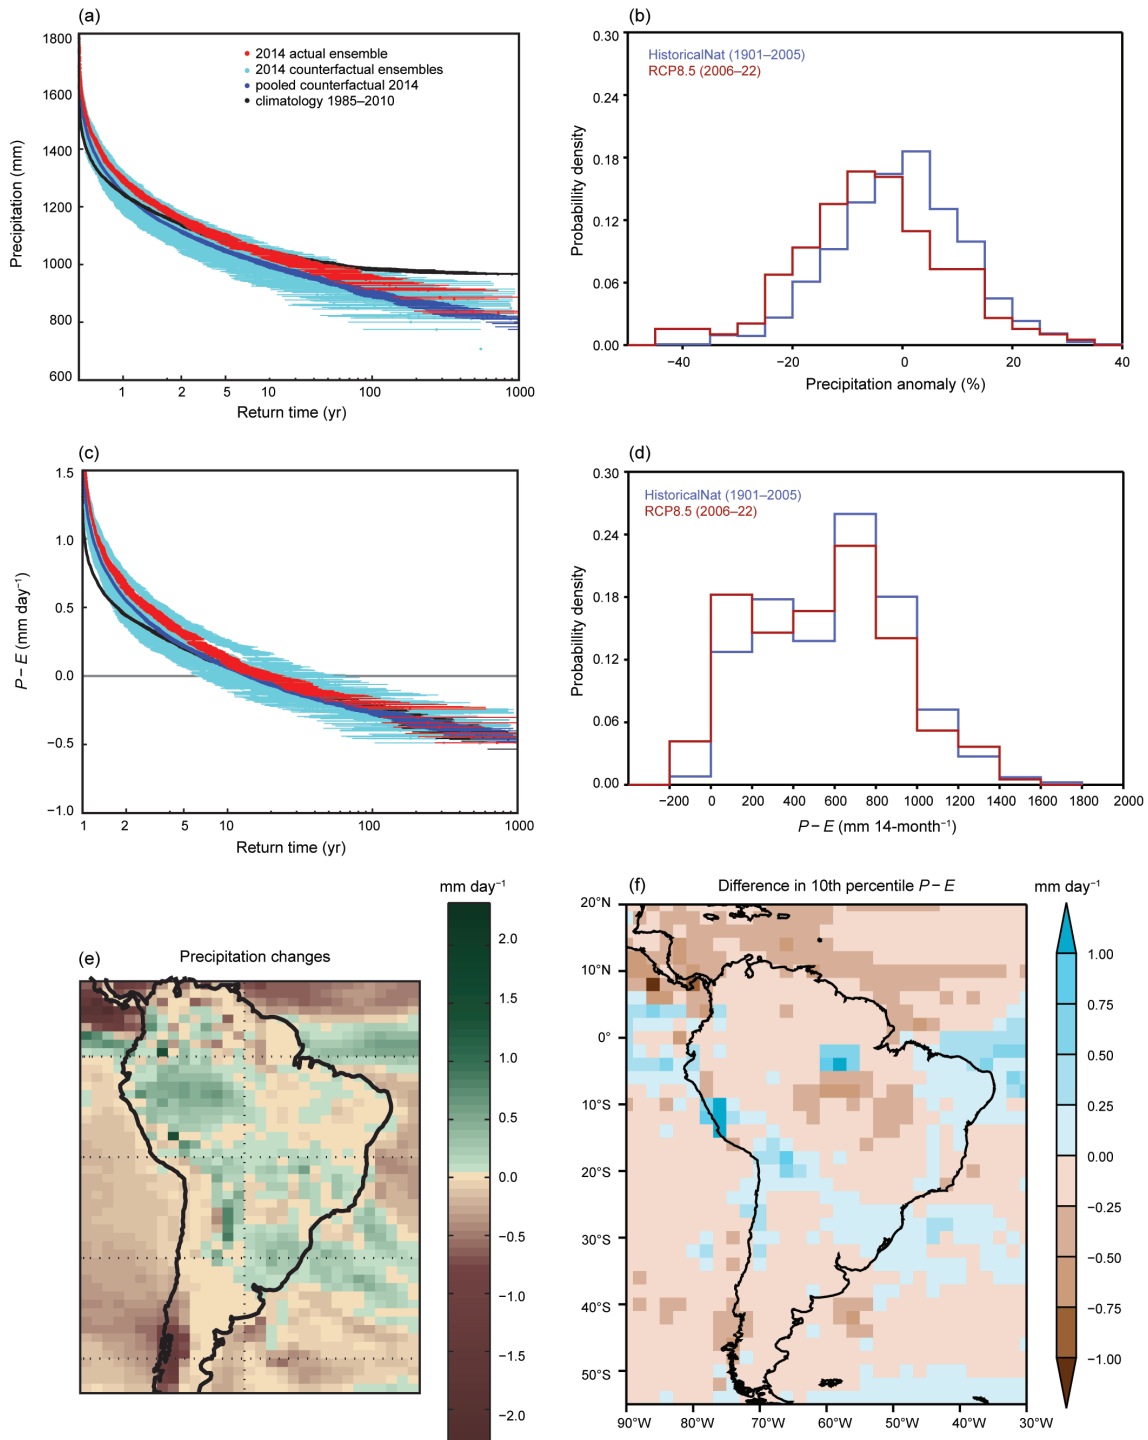 (a)
1800
1600
1400
1200
1000
800
600
Precipitation (mm)
2014 actual ensemble
2014 counterfactual ensembles
pooled counterfactual 2014
climatology 1985–2010
1 2 5 10 100 1000
Return time (yr)
(b)
0.30
0.24
0.18
0.12
0.06
0.00
Probabillity density
HistoricalNat (1901–2005)
RCP8.5 (2006–22)
−40 −20 0 20 40
Precipitation anomaly (%)
(c)
1.5
1.0
0.5
0.0
−0.5
−1.0
P – E (mm day−1)
1 2 5 10 100 1000
Return time (yr)
(d)
0.30
0.24
0.18
0.12
0.06
0.00
Probabillity density
HistoricalNat (1901–2005)
RCP8.5 (2006–22)
−200 0 200 400 600 800 1000 1200 1400 1600 1800 2000
P – E (mm 14-month−1)
(e)
Precipitation changes
mm day−1
2.0
1.5
1.0
0.5
0.0
−0.5
−1.0
−1.5
−2.0
(f)
Difference in 10th percentile P – E
mm day−1
20°N
10°N
0°
10°S
20°S
30°S
40°S
50°S
90°W 80°W 70°W 60°W 50°W 40°W 30°W
1.00
0.75
0.50
0.25
0.00
−0.25
−0.50
−0.75
−1.00